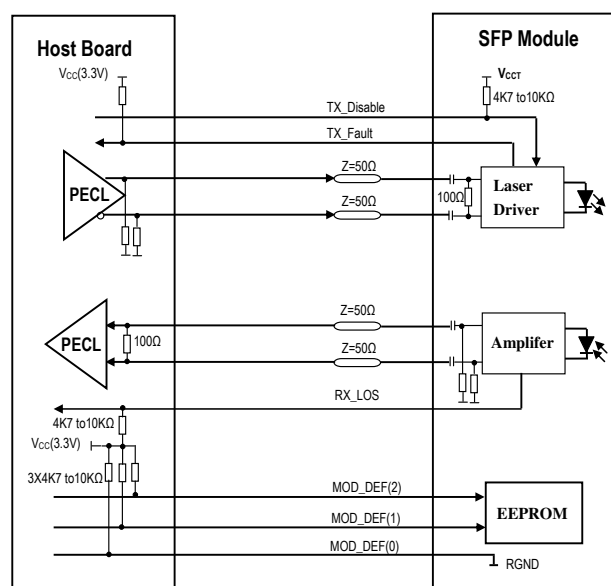 Host Board
SFP Module
VCC(3.3V)
VCCT
4K7 to10KΩ
TX_Disable
TX_Fault
PECL
Z=50Ω
Z=50Ω
100Ω
Laser
Driver
PECL
100Ω
Z=50Ω
Z=50Ω
Amplifer
RX_LOS
4K7 to10KΩ
VCC(3.3V)
3X4K7 to10KΩ
MOD_DEF(2)
MOD_DEF(1)
EEPROM
MOD_DEF(0)
RGND